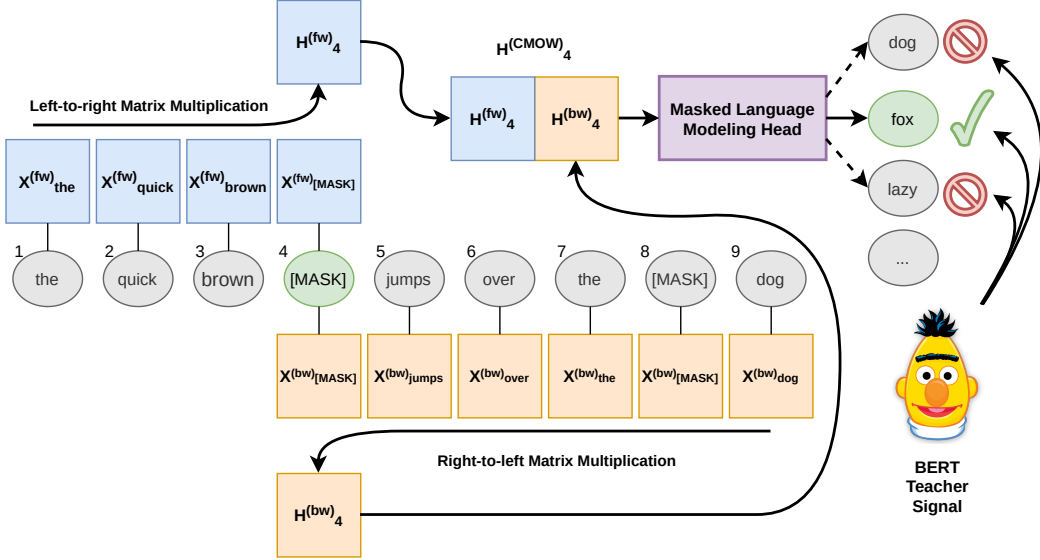 H(fw)4
H(CMOW)4
dog
Left-to-right Matrix Multiplication
H(fw)4 H(bw)4
Masked Language
Modeling Head
fox
X(fw)the X(fw)quick X(fw)brown X(fw)[MASK]
lazy
1 2 3 4 5 6 7 8 9
the quick brown [MASK] jumps over the [MASK] dog
...
X(bw)[MASK] X(bw)jumps X(bw)over X(bw)the X(bw)[MASK] X(bw)dog
Right-to-left Matrix Multiplication
H(bw)4
BERT
Teacher
Signal